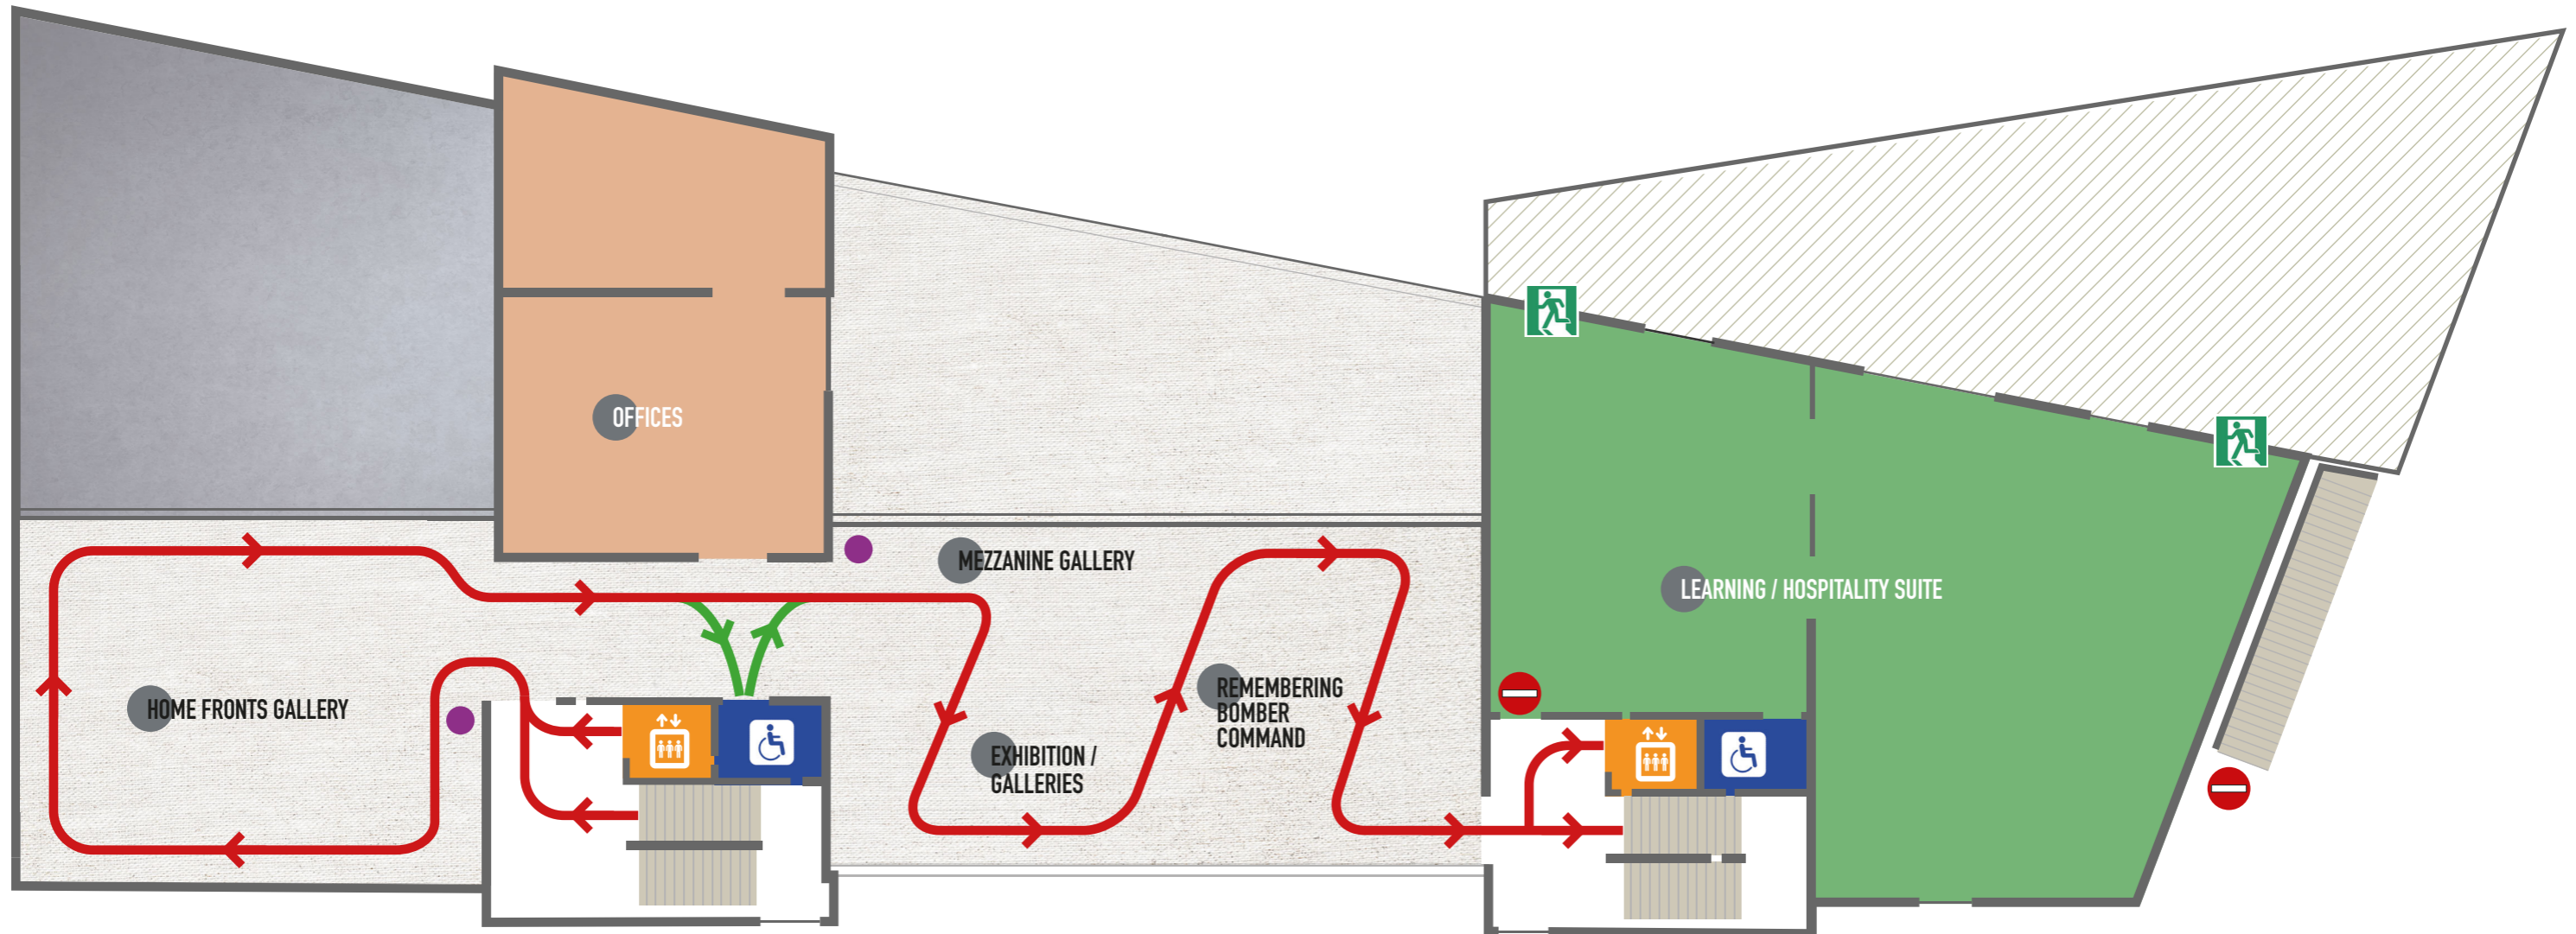 OFFICES
MEZZANINE GALLERY
LEARNING / HOSPITALITY SUITE
HOME FRONTS GALLERY
REMEMBERING
BOMBER
COMMAND
EXHIBITION /
GALLERIES